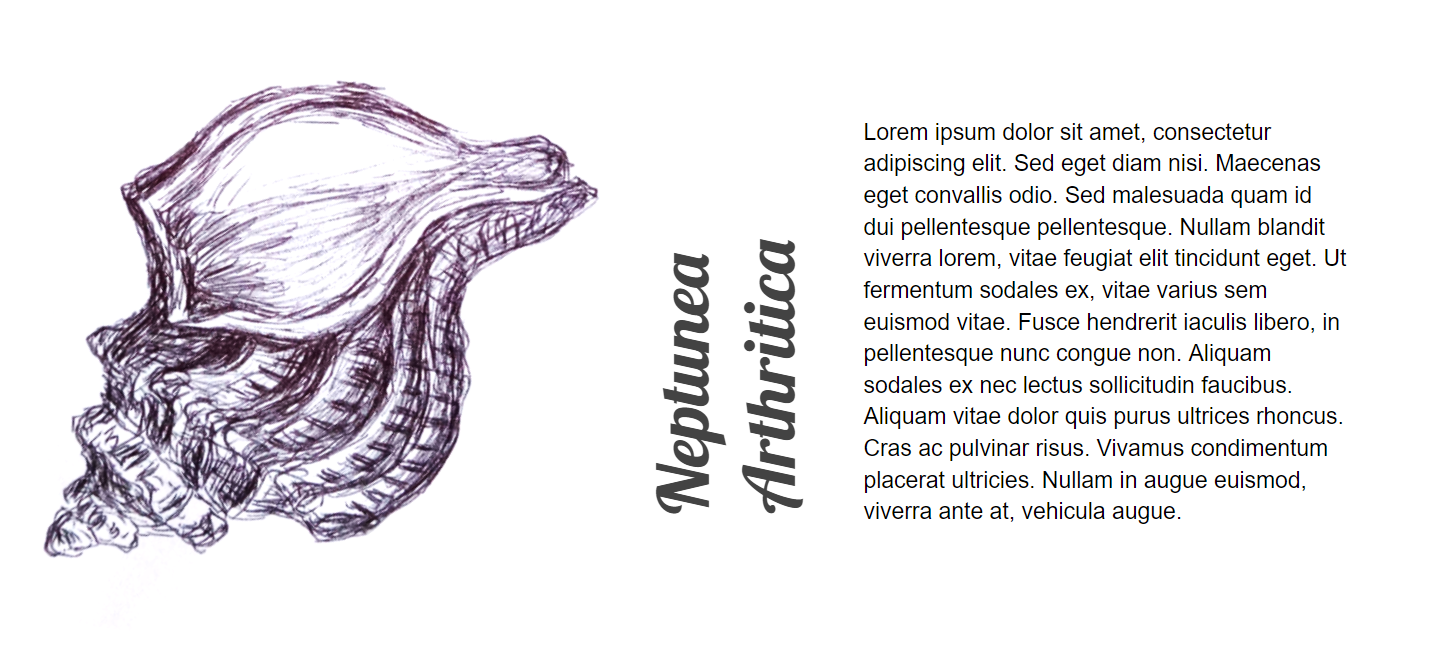 Neptunea
Arthritica
Lorem ipsum dolor sit amet, consectetur
adipiscing elit. Sed eget diam nisi. Maecenas
eget convallis odio. Sed malesuada quam id
dui pellentesque pellentesque. Nullam blandit
viverra lorem, vitae feugiat elit tincidunt eget. Ut
fermentum sodales ex, vitae varius sem
euismod vitae. Fusce hendrerit iaculis libero, in
pellentesque nunc congue non. Aliquam
sodales ex nec lectus sollicitudin faucibus.
Aliquam vitae dolor quis purus ultrices rhoncus.
Cras ac pulvinar risus. Vivamus condimentum
placerat ultricies. Nullam in augue euismod,
viverra ante at, vehicula augue.